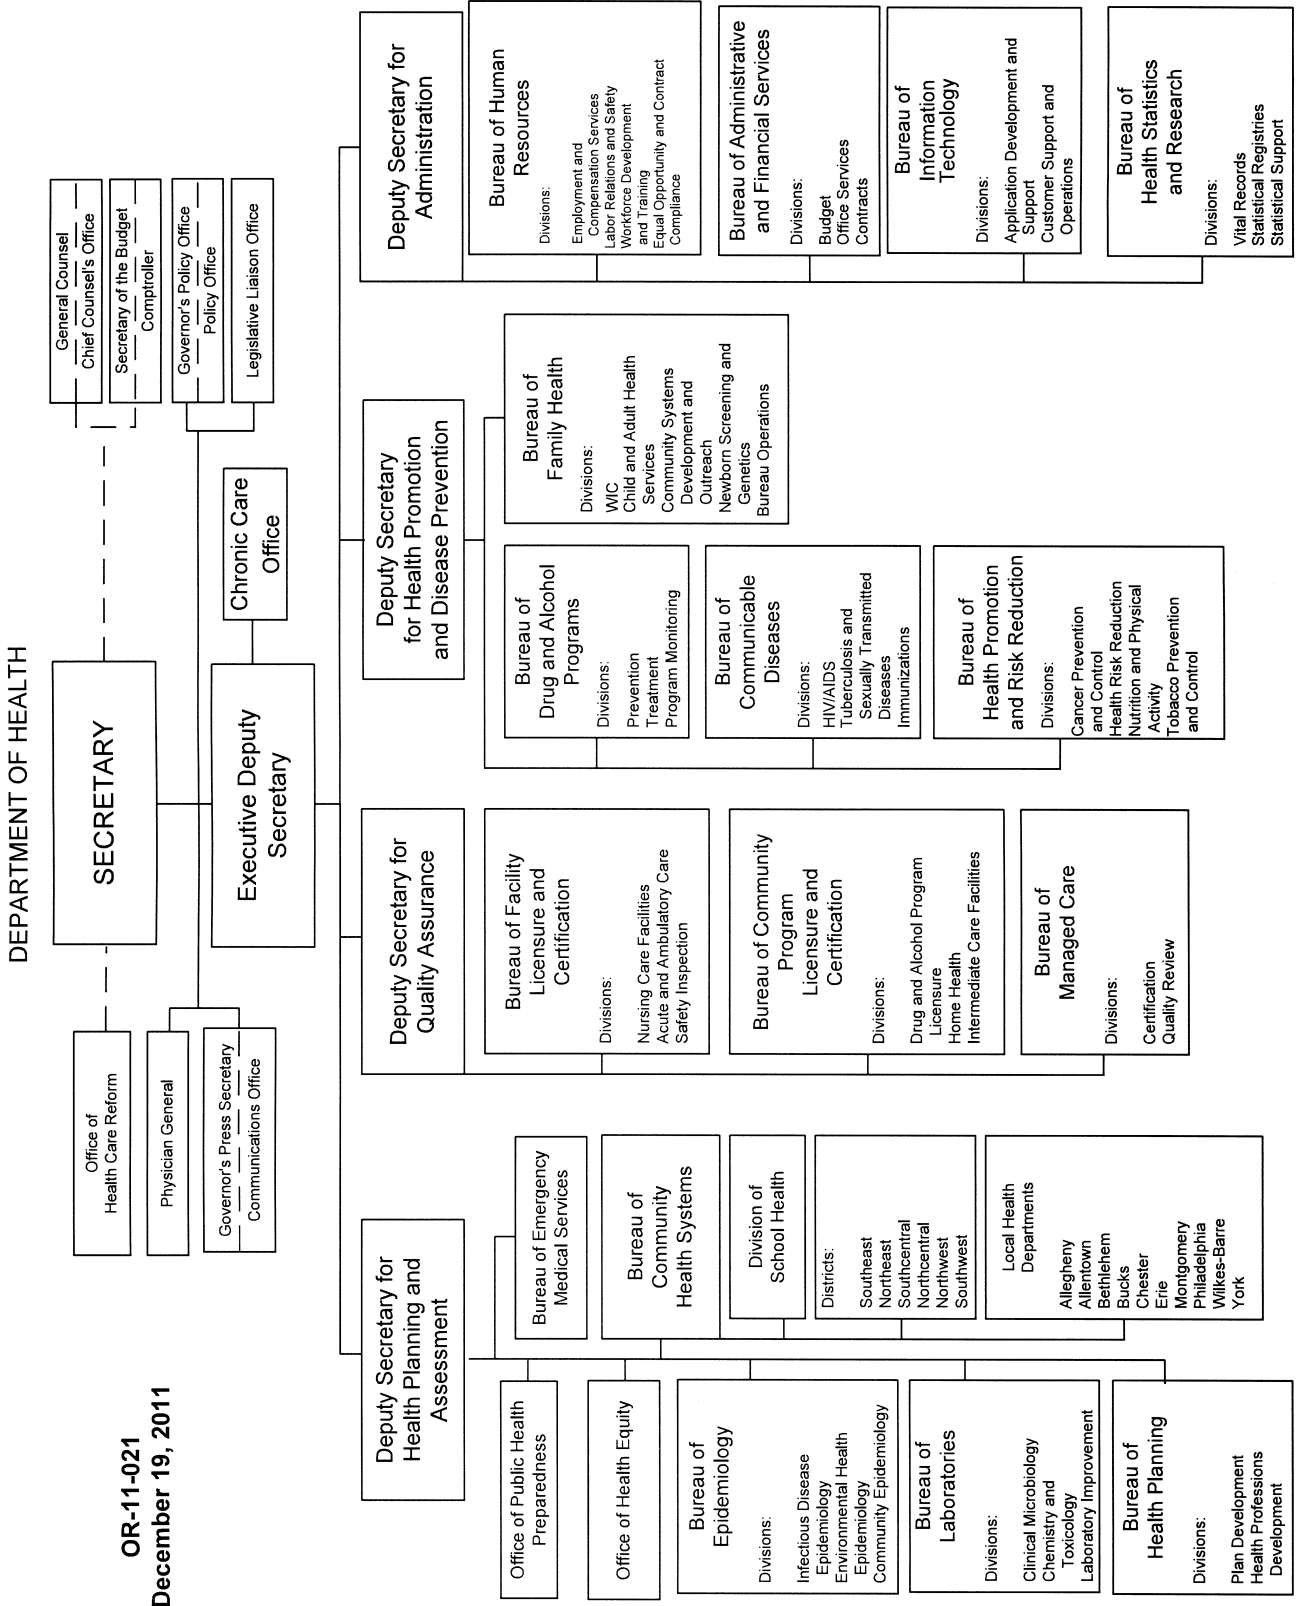 DEPARTMENT OF HEALTH
OR-11-021
December 19, 2011
SECRETARY
Office of
Health Care Reform
Physician General
Governor's Press Secretary
Communications Office
General Counsel
Chief Counsel's Office
Secretary of the Budget
Comptroller
Governor's Policy Office
Policy Office
Legislative Liaison Office
Executive Deputy
Secretary
Chronic Care
Office
Deputy Secretary for
Health Planning and
Assessment
Office of Public Health
Preparedness
Office of Health Equity
Bureau of
Epidemiology
Divisions:
Infectious Disease
Epidemiology
Environmental Health
Epidemiology
Community Epidemiology
Bureau of
Laboratories
Divisions:
Clinical Microbiology
Chemistry and
Toxicology
Laboratory Improvement
Bureau of
Health Planning
Divisions:
Plan Development
Health Professions
Development
Bureau of Emergency
Medical Services
Bureau of
Community
Health Systems
Division of
School Health
Districts:
Southeast
Northeast
Southcentral
Northcentral
Northwest
Southwest
Local Health
Departments
Allegheny
Allentown
Bethlehem
Bucks
Chester
Erie
Montgomery
Philadelphia
Wilkes-Barre
York
Deputy Secretary for
Quality Assurance
Bureau of Facility
Licensure and
Certification
Divisions:
Nursing Care Facilities
Acute and Ambulatory Care
Safety Inspection
Bureau of Community
Program
Licensure and
Certification
Divisions:
Drug and Alcohol Program
Licensure
Home Health
Intermediate Care Facilities
Bureau of
Managed Care
Divisions:
Certification
Quality Review
Deputy Secretary
for Health Promotion
and Disease Prevention
Bureau of
Drug and Alcohol
Programs
Divisions:
Prevention
Treatment
Program Monitoring
Bureau of
Communicable
Diseases
Divisions:
HIV/AIDS
Tuberculosis and
Sexually Transmitted
Diseases
Immunizations
Bureau of
Health Promotion
and Risk Reduction
Divisions:
Cancer Prevention
and Control
Health Risk Reduction
Nutrition and Physical
Activity
Tobacco Prevention
and Control
Bureau of
Family Health
Divisions:
WIC
Child and Adult Health
Services
Community Systems
Development and
Outreach
Newborn Screening and
Genetics
Bureau Operations
Deputy Secretary for
Administration
Bureau of Human
Resources
Divisions:
Employment and
Compensation Services
Labor Relations and Safety
Workforce Development
and Training
Equal Opportunity and Contract
Compliance
Bureau of Administrative
and Financial Services
Divisions:
Budget
Office Services
Contracts
Bureau of
Information
Technology
Divisions:
Application Development and
Support
Customer Support and
Operations
Bureau of
Health Statistics
and Research
Divisions:
Vital Records
Statistical Registries
Statistical Support